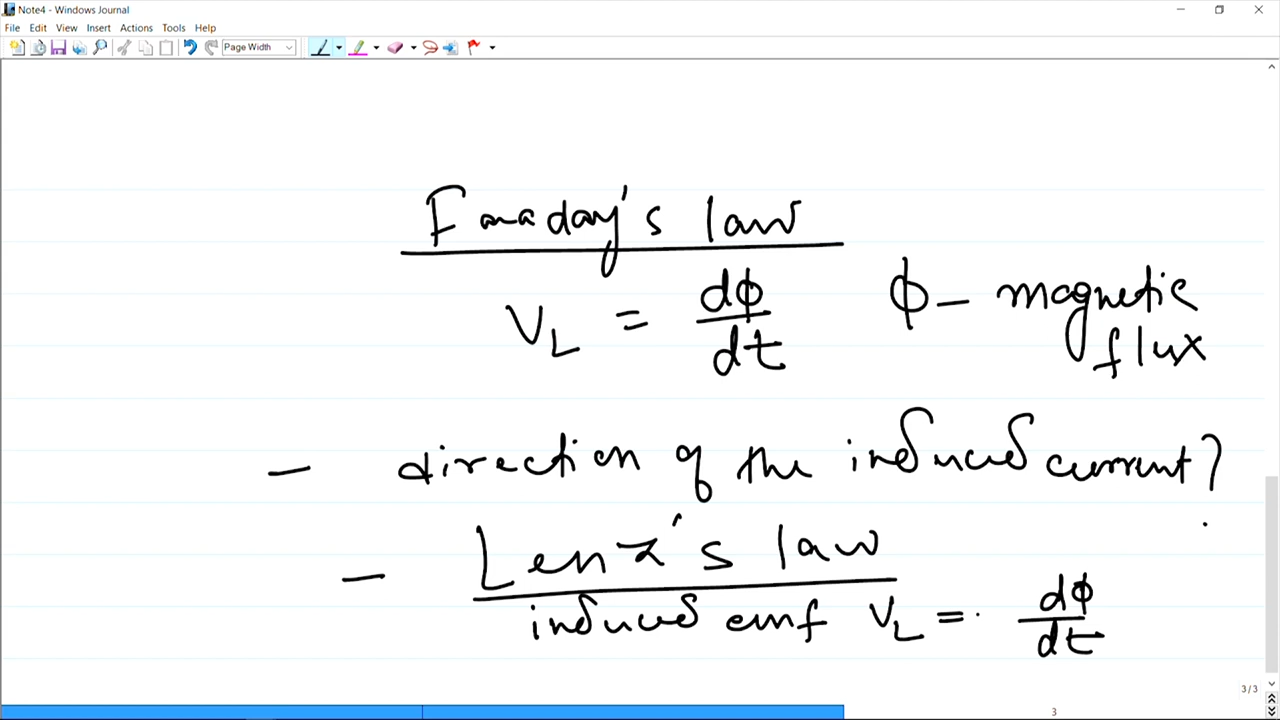 Note4 - Windows Journal
File Edit View Insert Actions Tools Help
Page Width
Faraday's law
V_L = dϕ/dt ϕ – magnetic flux
– direction of the induced current?
– Lenz's law
induced emf V_L = · dϕ/dt
3/3
3